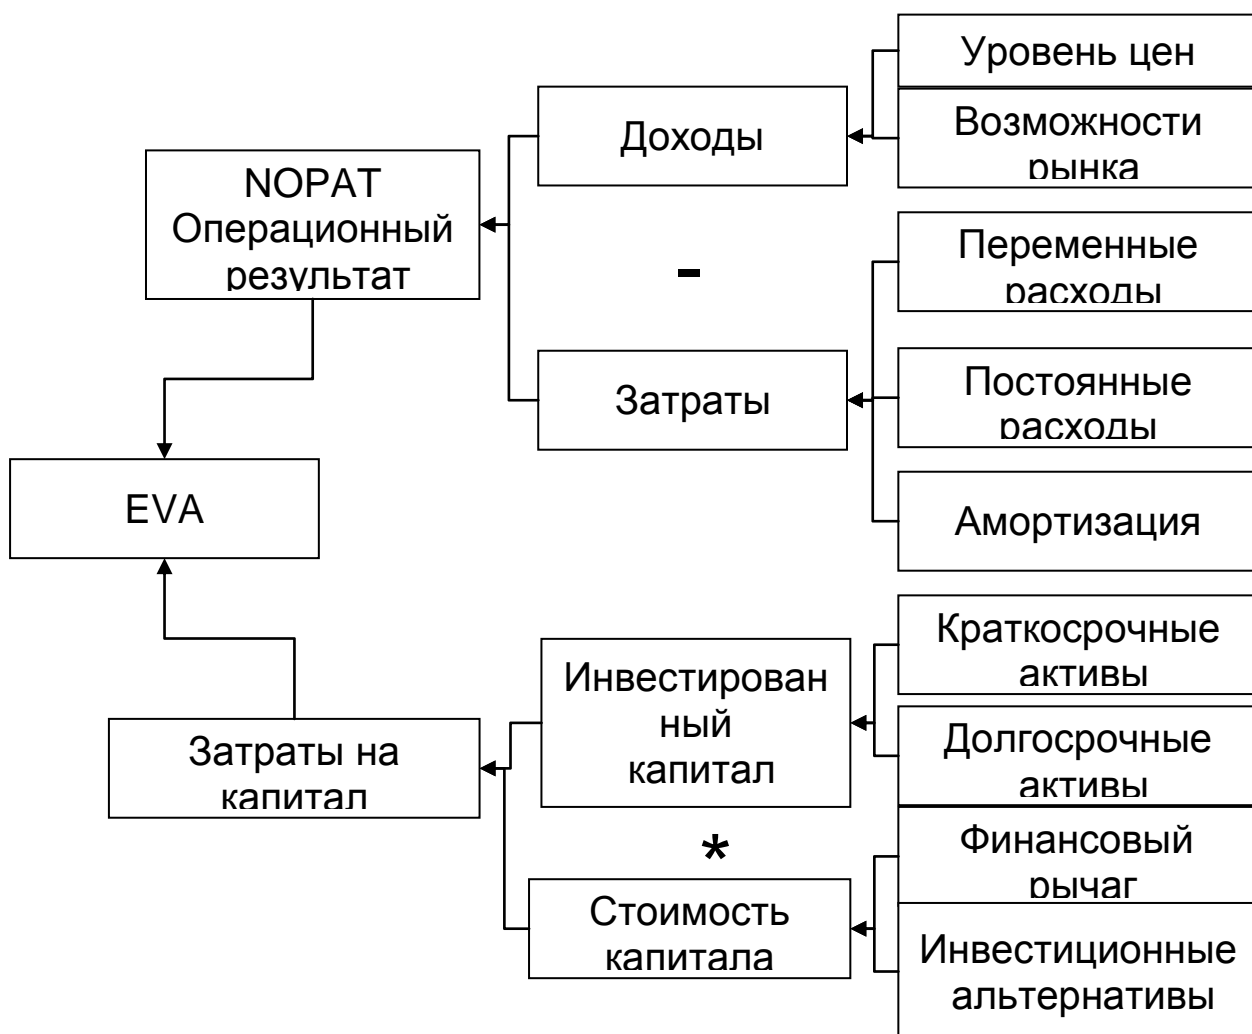 Уровень цен
Возможности
рынка
Доходы
NOPAT
Операционный
результат
-
Переменные
расходы
Затраты
Постоянные
расходы
Амортизация
EVA
Краткосрочные
активы
Инвестирован
ный
капитал
Долгосрочные
активы
Затраты на
капитал
*
Финансовый
рычаг
Стоимость
капитала
Инвестиционные
альтернативы